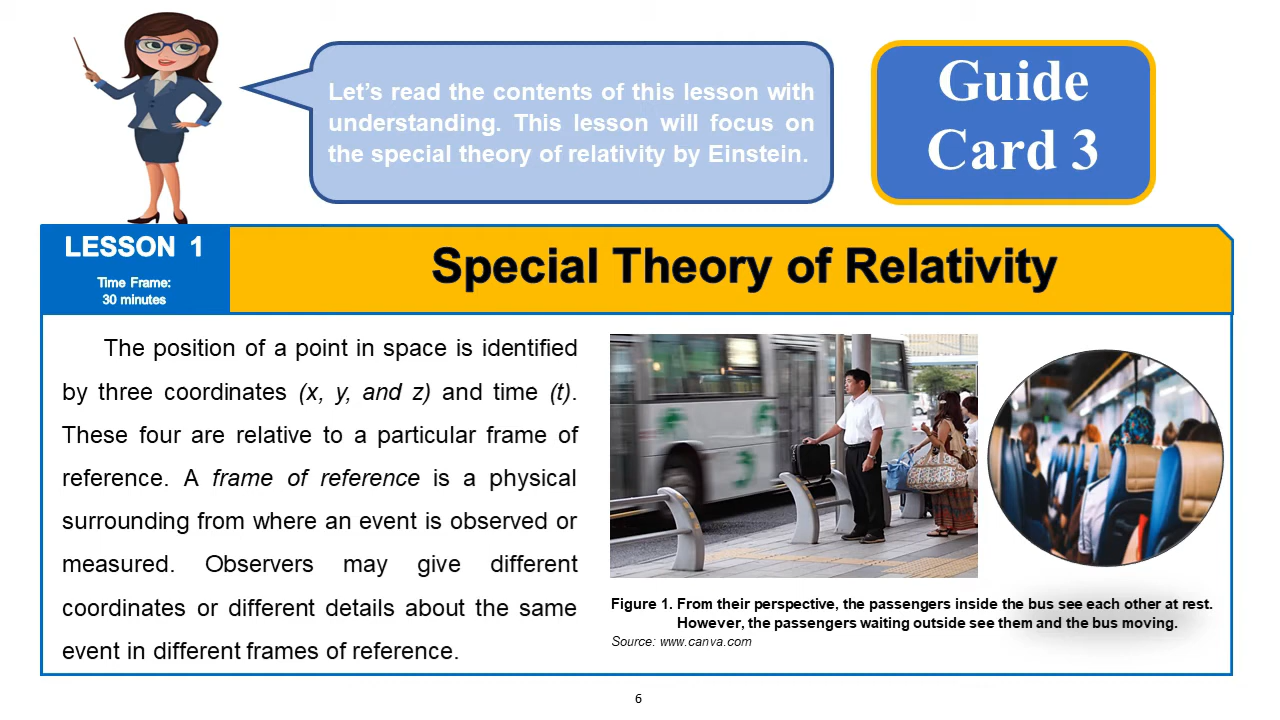 Let’s read the contents of this lesson with
understanding. This lesson will focus on
the special theory of relativity by Einstein.
Guide
Card 3
LESSON 1
Time Frame:
30 minutes
Special Theory of Relativity
The position of a point in space is identified
by three coordinates (x, y, and z) and time (t).
These four are relative to a particular frame of
reference. A frame of reference is a physical
surrounding from where an event is observed or
measured. Observers may give different
coordinates or different details about the same
event in different frames of reference.
Figure 1. From their perspective, the passengers inside the bus see each other at rest.
However, the passengers waiting outside see them and the bus moving.
Source: www.canva.com
6